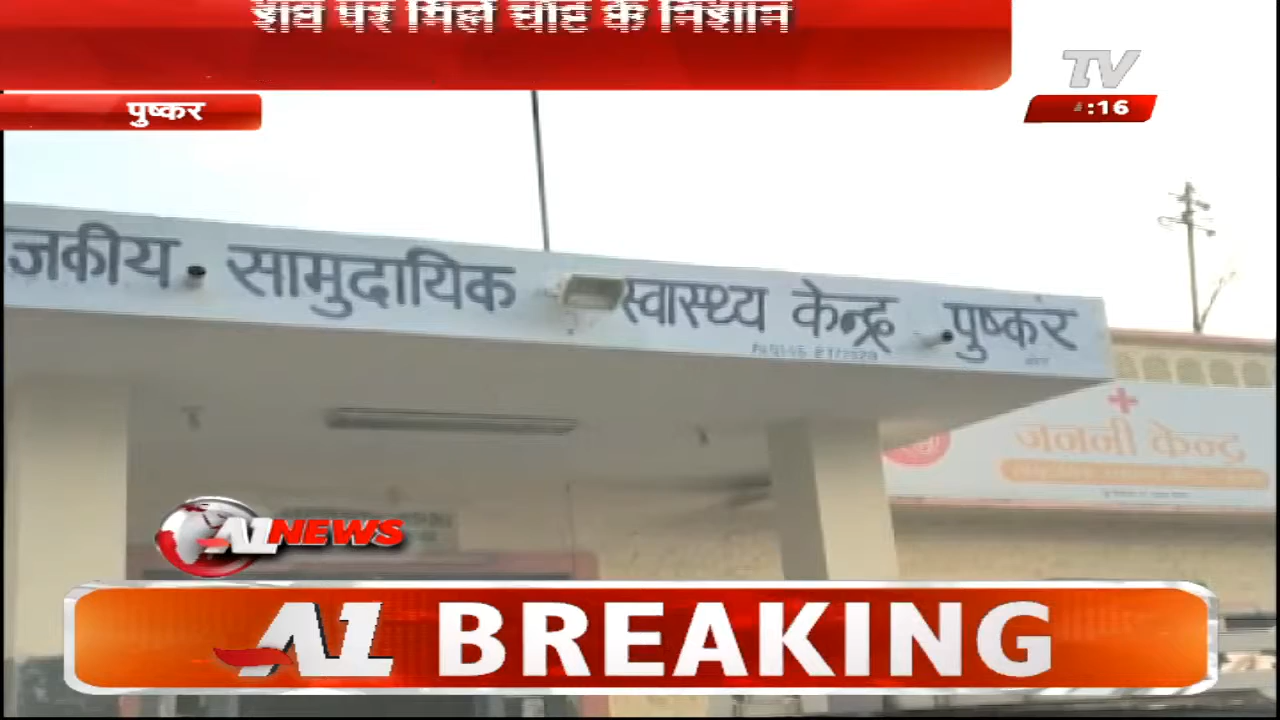 शव पर मिले चोट के निशान
TV
:16
पुष्कर
जकीय सामुदायिक स्वास्थ्य केन्द्र पुष्कर
जननी केन्द्र
A1NEWS
A1 BREAKING